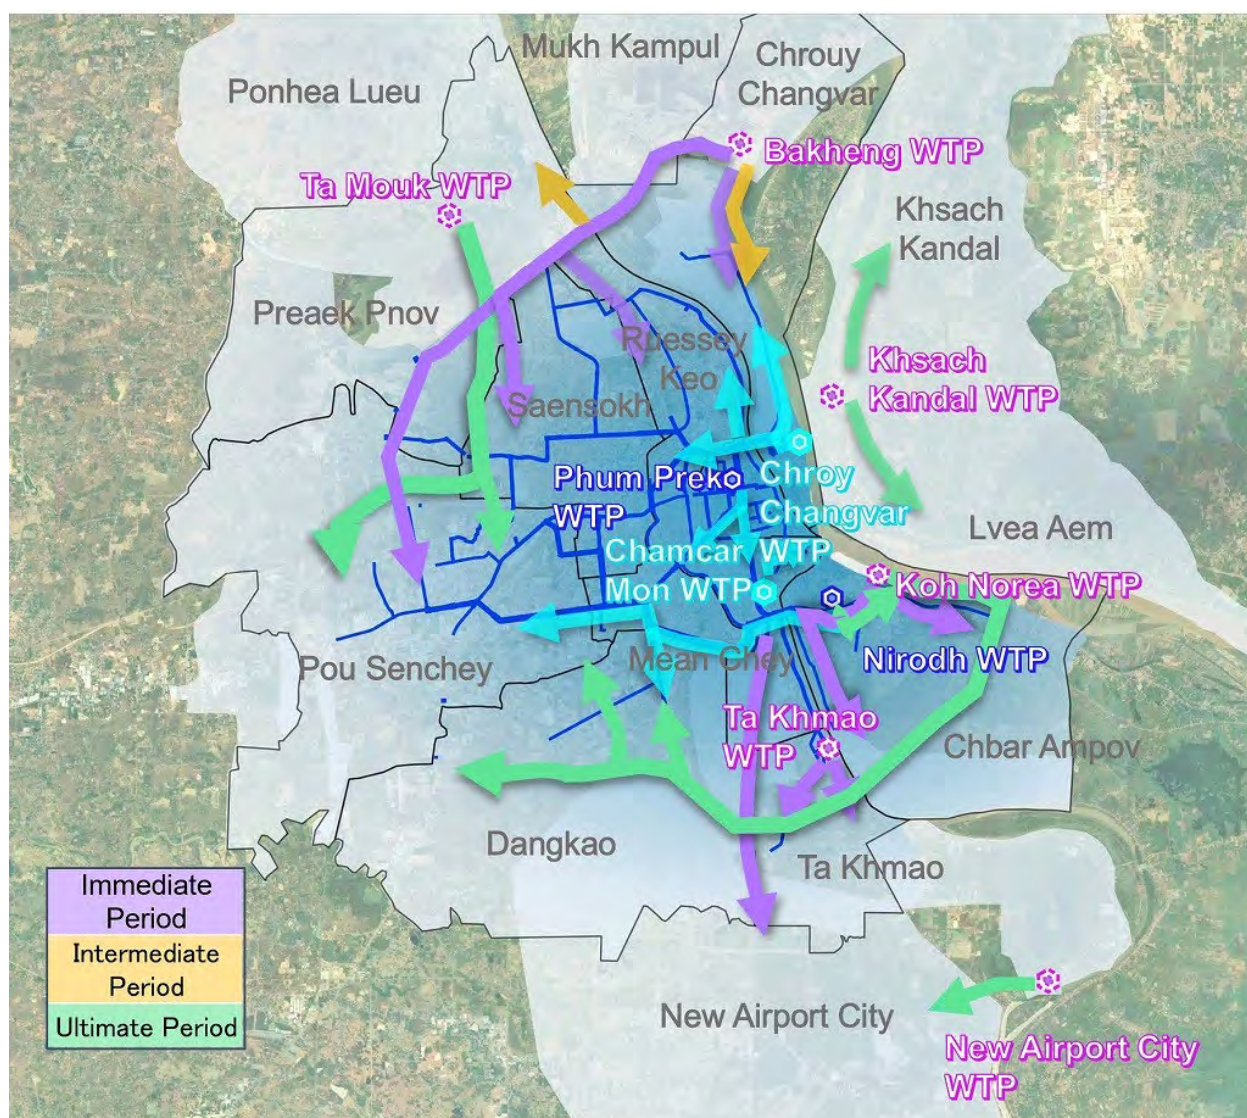 Mukh Kampul
Chrouy
Changvar
Ponhea Lueu
Bakheng WTP
Ta Mouk WTP
Khsach
Kandal
Preaek Pnov
Ruessey
Keo
Khsach
Kandal WTP
Saensokh
Phum Prek
WTP
Chroy
Changvar
WTP
Chamcar
Mon WTP
Lvea Aem
Koh Norea WTP
Nirodh WTP
Pou Senchey
Mean Chey
Ta Khmao
WTP
Chbar Ampov
Dangkao
Ta Khmao
Immediate
Period
Intermediate
Period
Ultimate Period
New Airport City
New Airport City
WTP